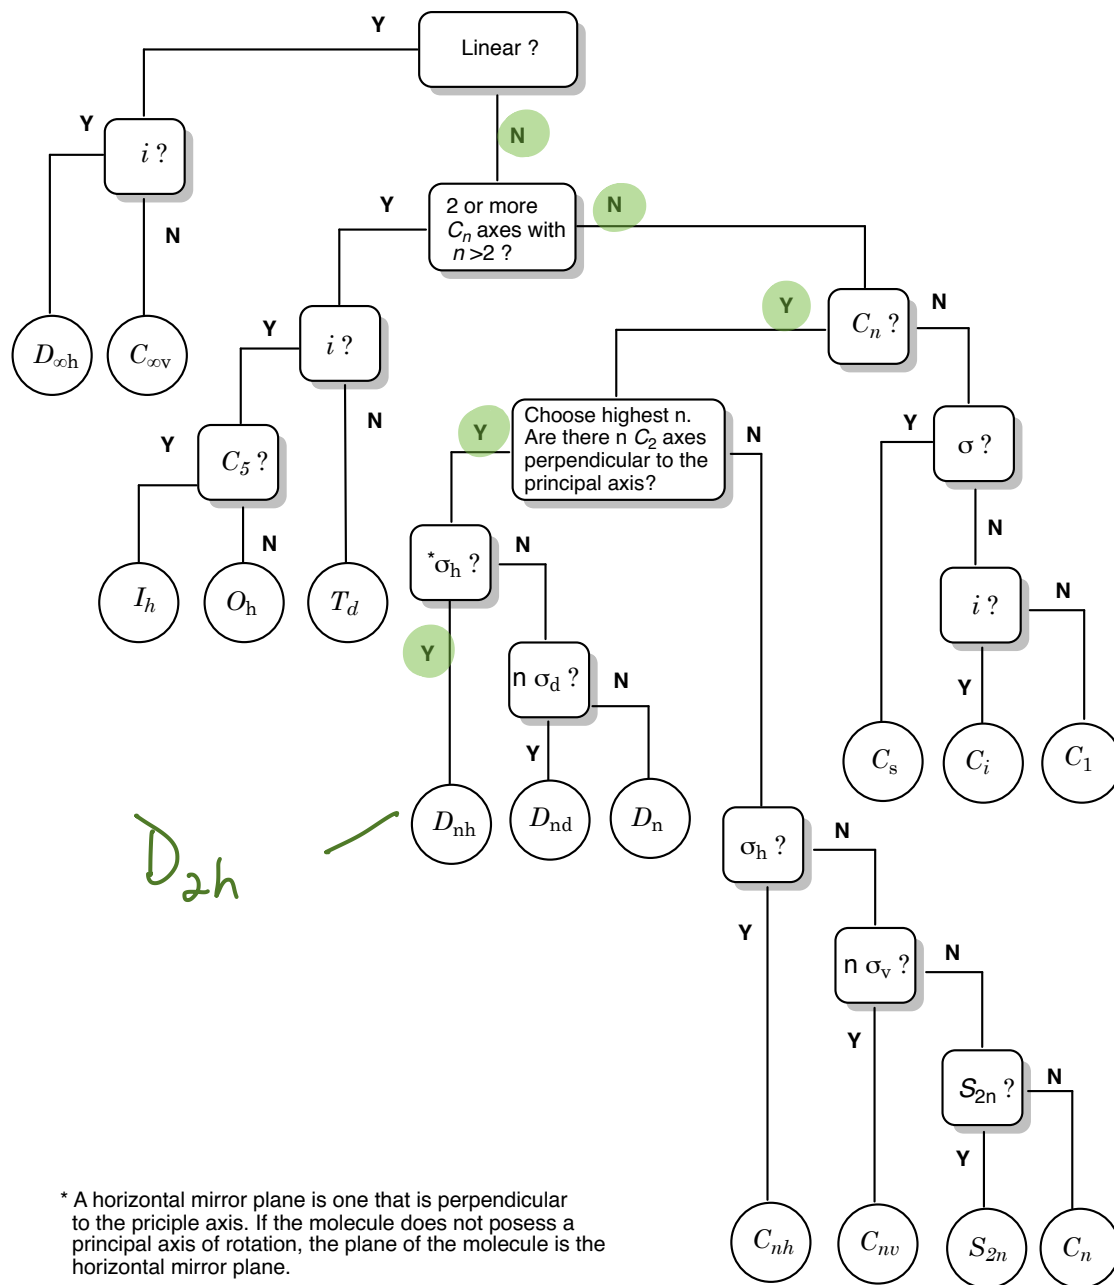 Y
Linear ?
Y
i ?
N
N
D∞h
C∞v
Y
2 or more
Cn axes with
n >2 ?
N
Y
i ?
N
Y
C5 ?
N
Ih
Oh
Td
Y
Cn ?
N
Y
Choose highest n.
Are there n C2 axes
perpendicular to the
principal axis?
N
Y
σ ?
N
*σh ?
N
Y
n σd ?
N
Y
i ?
N
Y
Cs
Ci
C1
Dnh
Dnd
Dn
D2h
σh ?
N
Y
n σv ?
N
Y
S2n ?
N
Y
Cnh
Cnv
S2n
Cn
* A horizontal mirror plane is one that is perpendicular
to the priciple axis. If the molecule does not posess a
principal axis of rotation, the plane of the molecule is the
horizontal mirror plane.